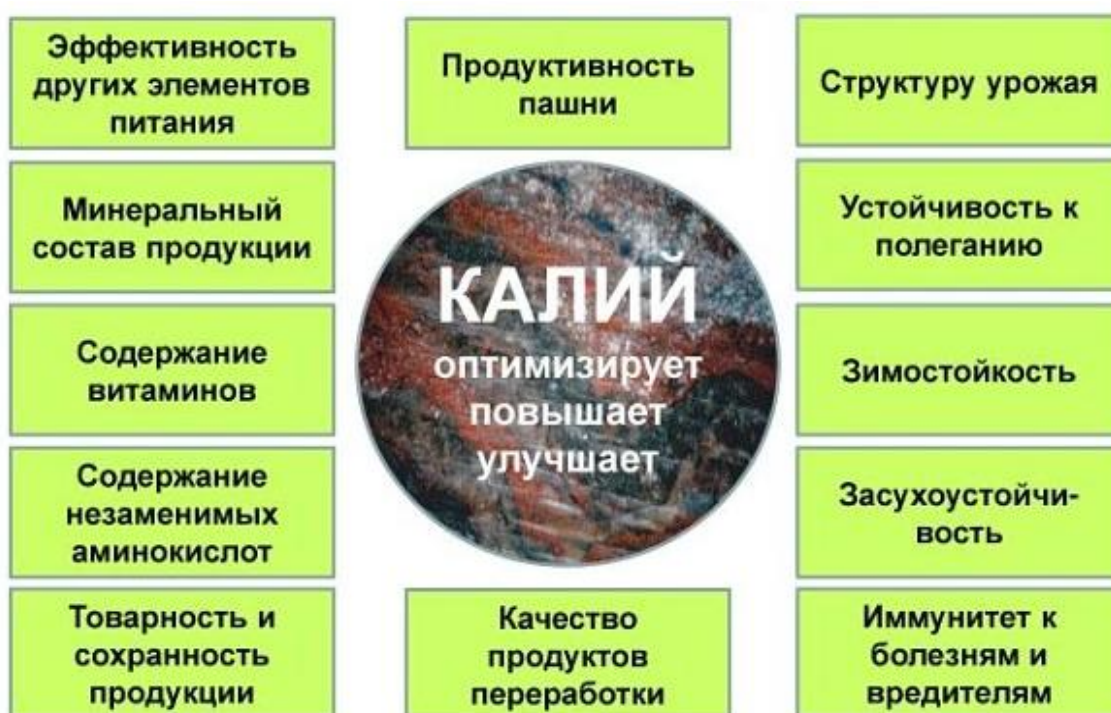 Эффективность
других элементов
питания
Продуктивность
пашни
Структуру урожая
Минеральный
состав продукции
Устойчивость к
полеганию
КАЛИЙ
оптимизирует
повышает
улучшает
Содержание
витаминов
Зимостойкость
Содержание
незаменимых
аминокислот
Засухоустойчи-
вость
Товарность и
сохранность
продукции
Качество
продуктов
переработки
Иммунитет к
болезням и
вредителям